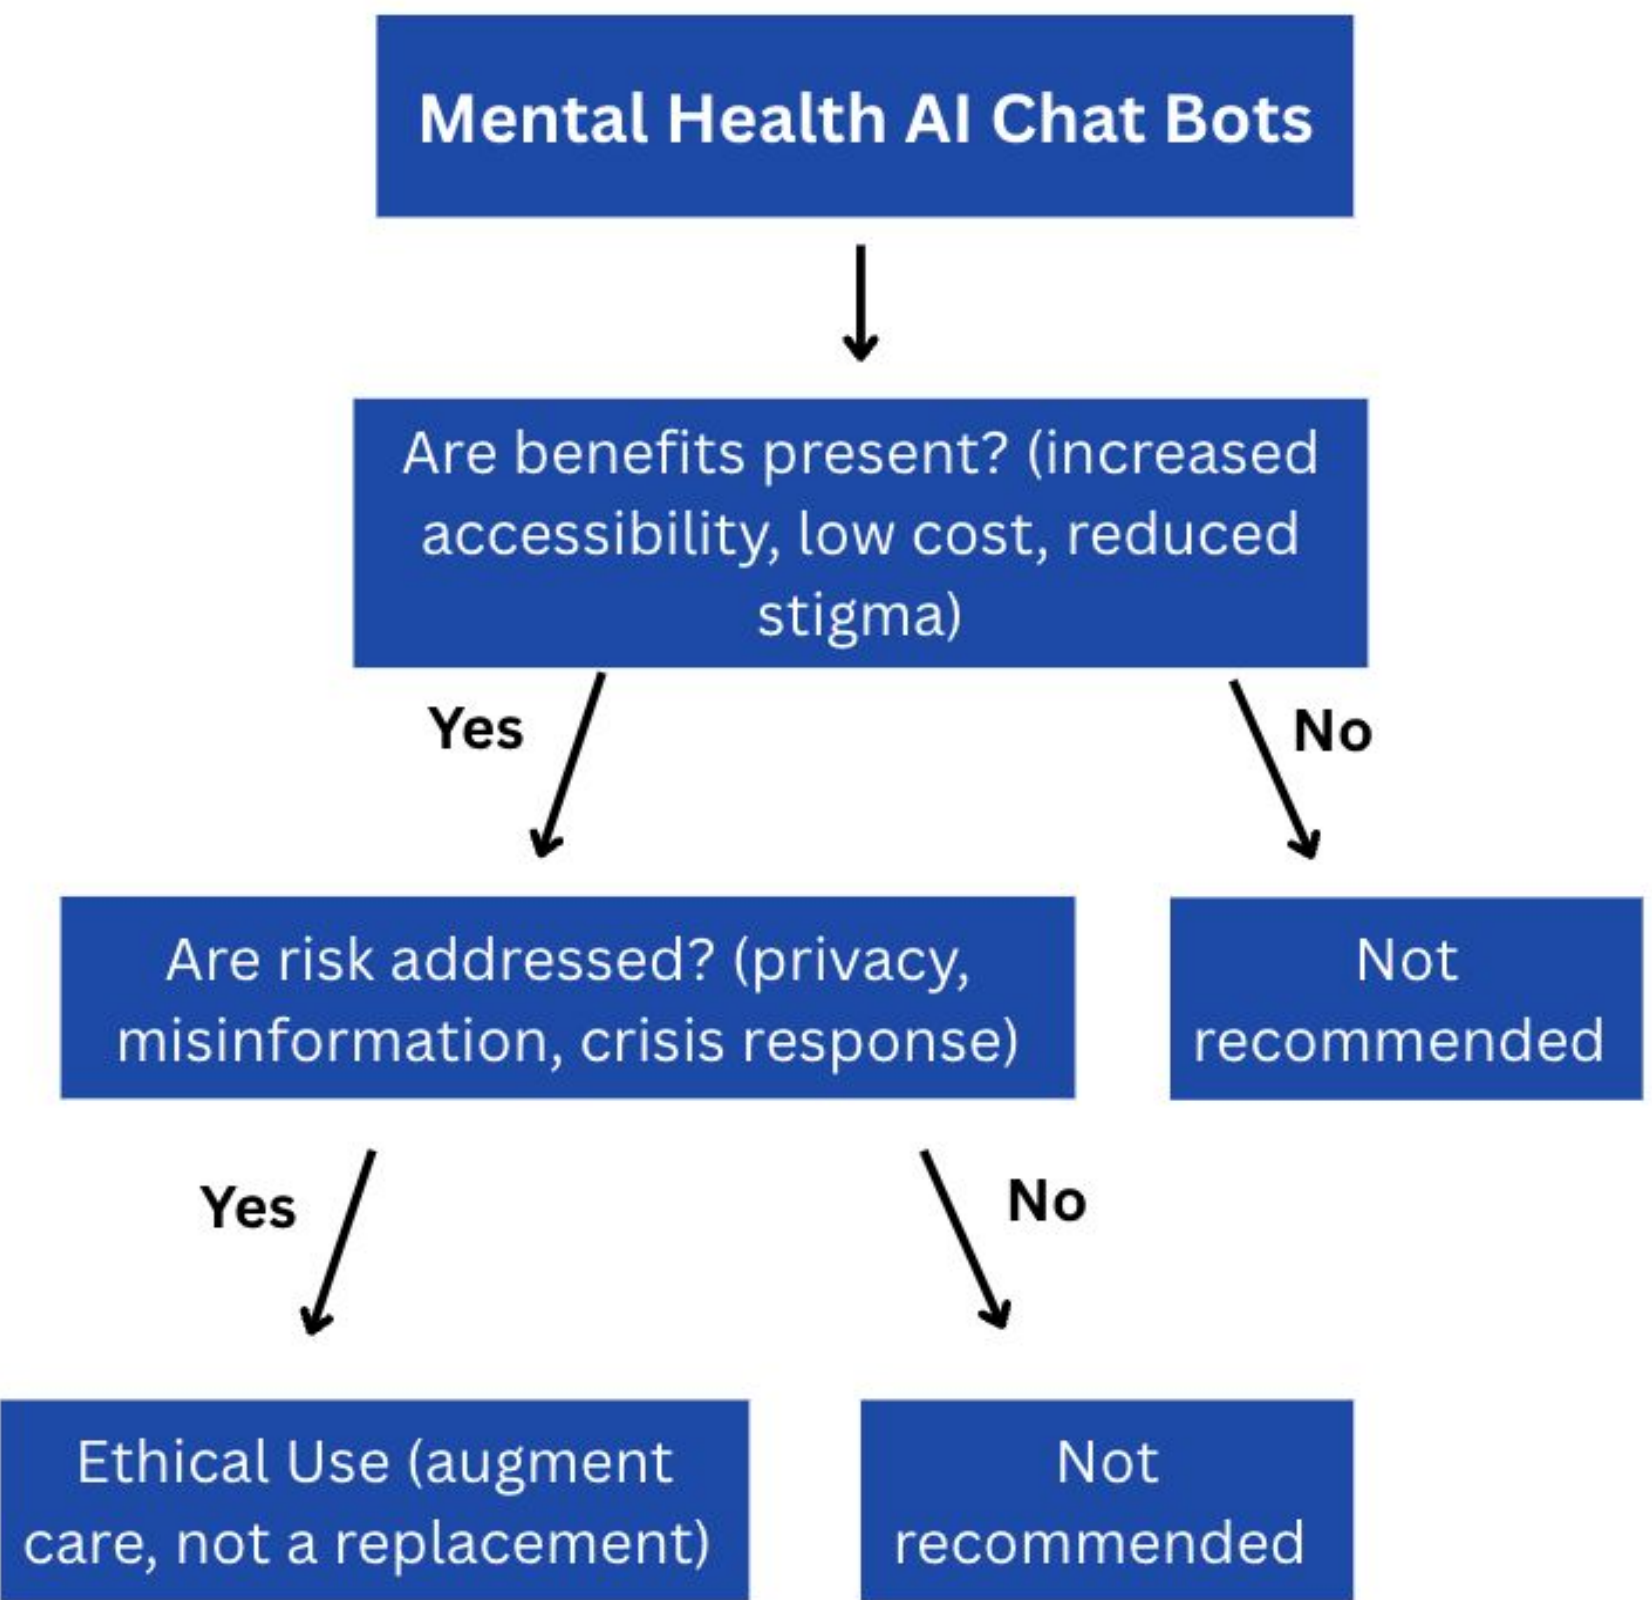 Mental Health AI Chat Bots
Are benefits present? (increased
accessibility, low cost, reduced
stigma)
Yes
No
Are risk addressed? (privacy,
misinformation, crisis response)
Not
recommended
Yes
No
Ethical Use (augment
care, not a replacement)
Not
recommended